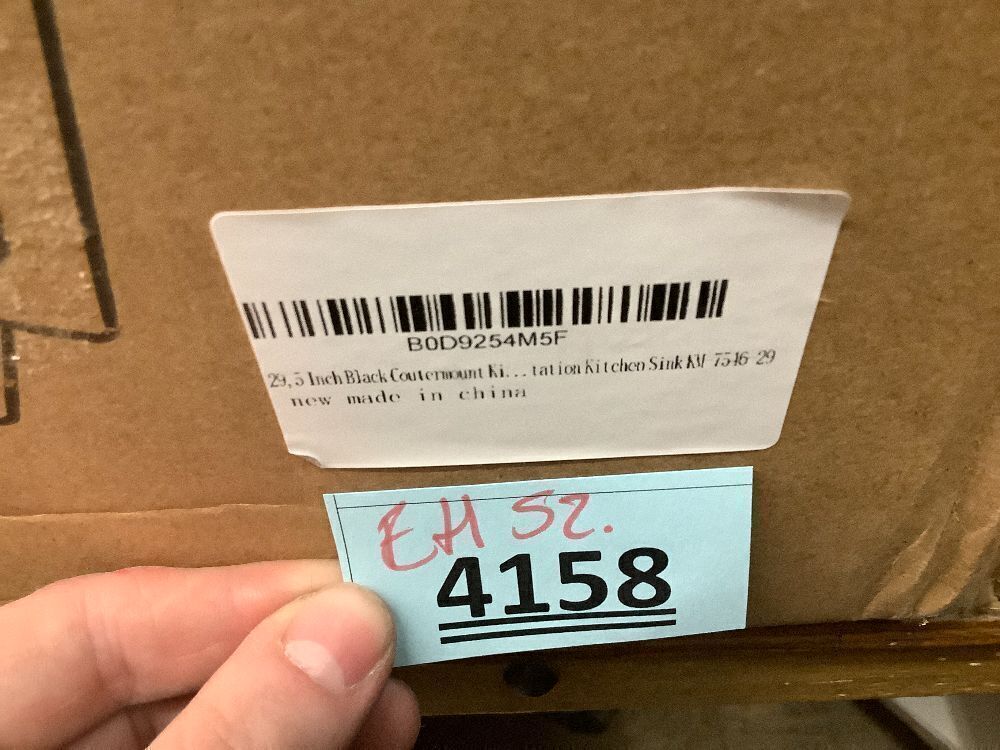 B0D9254M5F
29,5 Inch Black Coutermount Ki...tation Kitchen Sink KM-7546-29
new made in china
EH 52.
4158